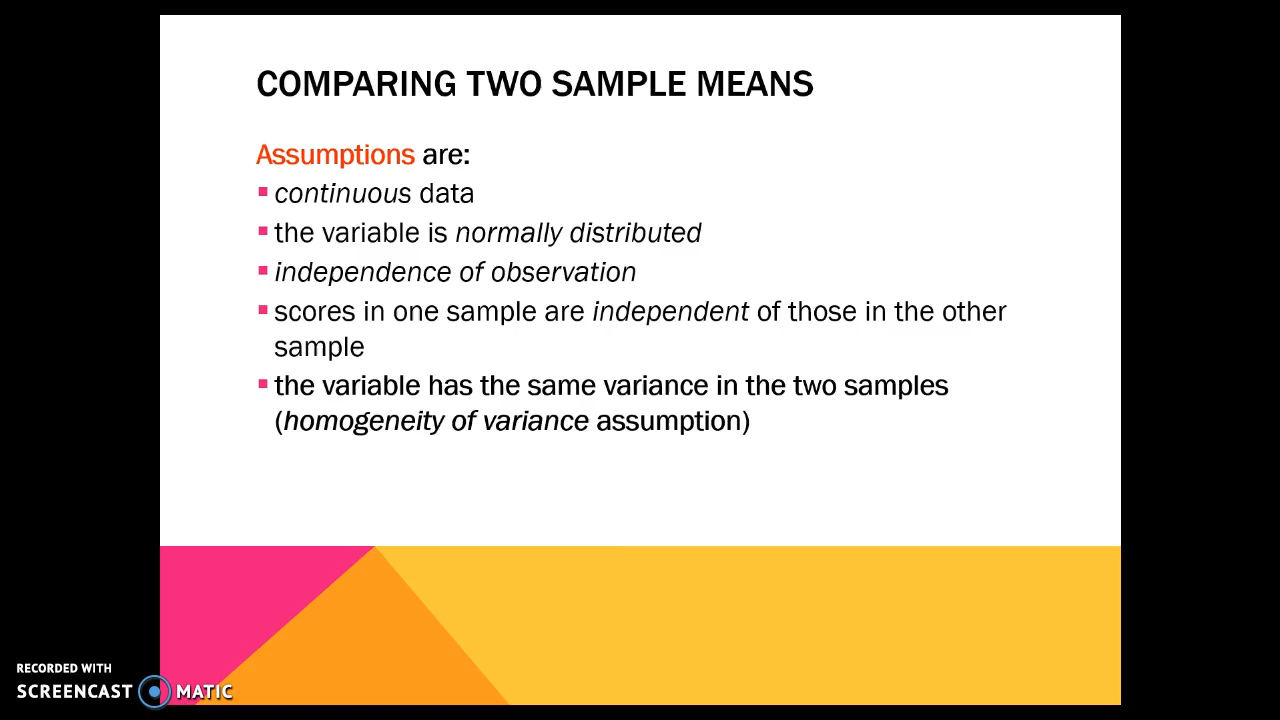 COMPARING TWO SAMPLE MEANS
Assumptions are:
▪ continuous data
▪ the variable is normally distributed
▪ independence of observation
▪ scores in one sample are independent of those in the other
sample
▪ the variable has the same variance in the two samples
(homogeneity of variance assumption)
RECORDED WITH
SCREENCAST MATIC